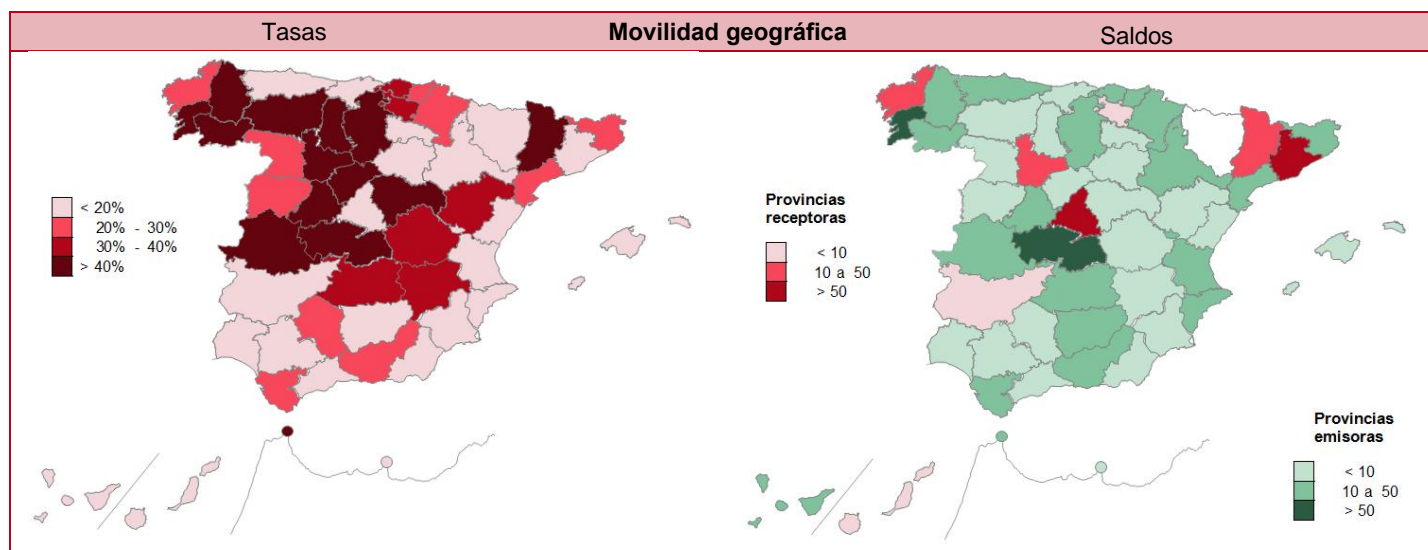 Tasas Movilidad geográfica Saldos
< 20%
20% - 30%
30% - 40%
> 40%
Provincias
receptoras
< 10
10 a 50
> 50
Provincias
emisoras
< 10
10 a 50
> 50